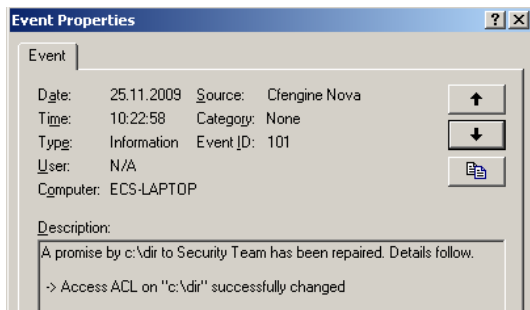 Event Properties
Event
Date: 25.11.2009 Source: Cfengine Nova
Time: 10:22:58 Category: None
Type: Information Event ID: 101
User: N/A
Computer: ECS-LAPTOP
Description:
A promise by c:\dir to Security Team has been repaired. Details follow.
-> Access ACL on "c:\dir" successfully changed